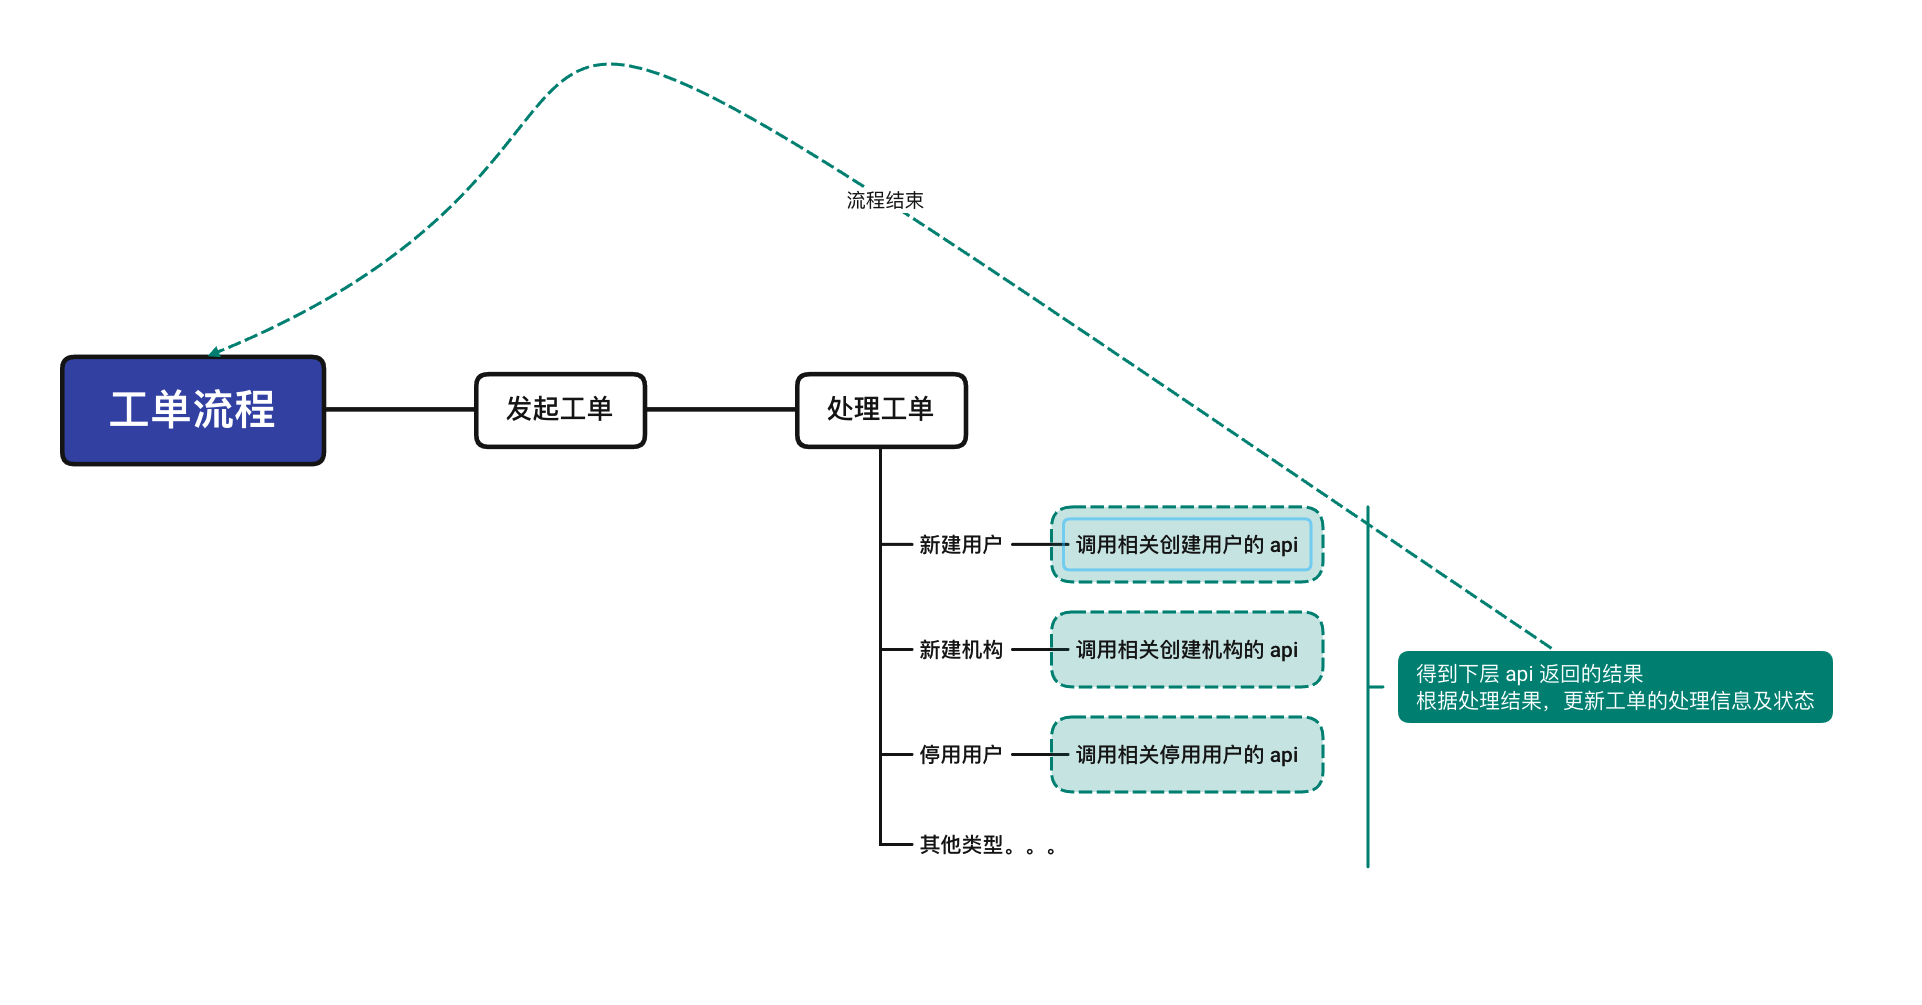 流程结束
工单流程
发起工单
处理工单
新建用户
调用相关创建用户的 api
新建机构
调用相关创建机构的 api
得到下层 api 返回的结果
根据处理结果，更新工单的处理信息及状态
停用用户
调用相关停用用户的 api
其他类型。。。